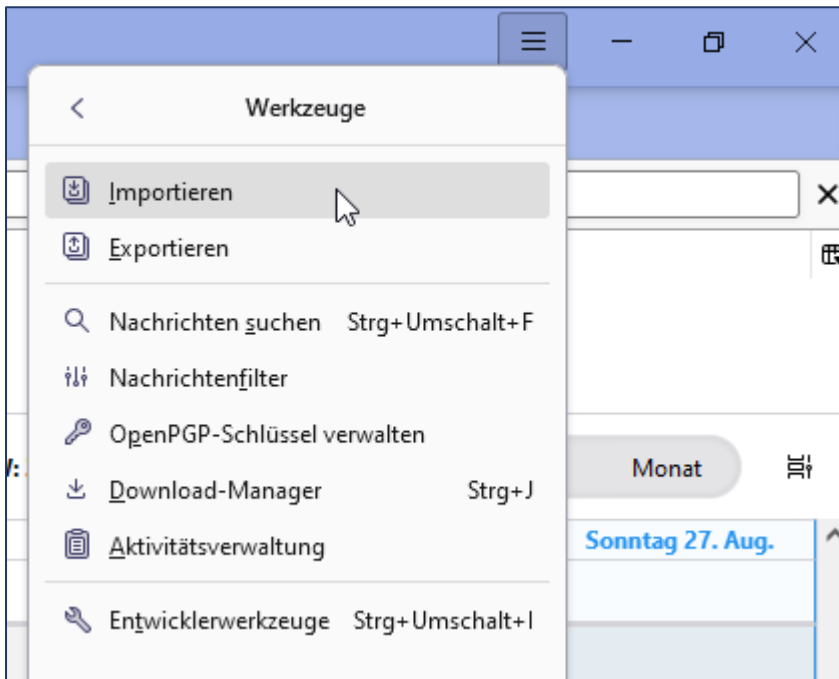 Werkzeuge
Importieren
Exportieren
Nachrichten suchen Strg+Umschalt+F
Nachrichtenfilter
OpenPGP-Schlüssel verwalten
Monat
Download-Manager Strg+J
Aktivitätsverwaltung
Sonntag 27. Aug.
Entwicklerwerkzeuge Strg+Umschalt+I